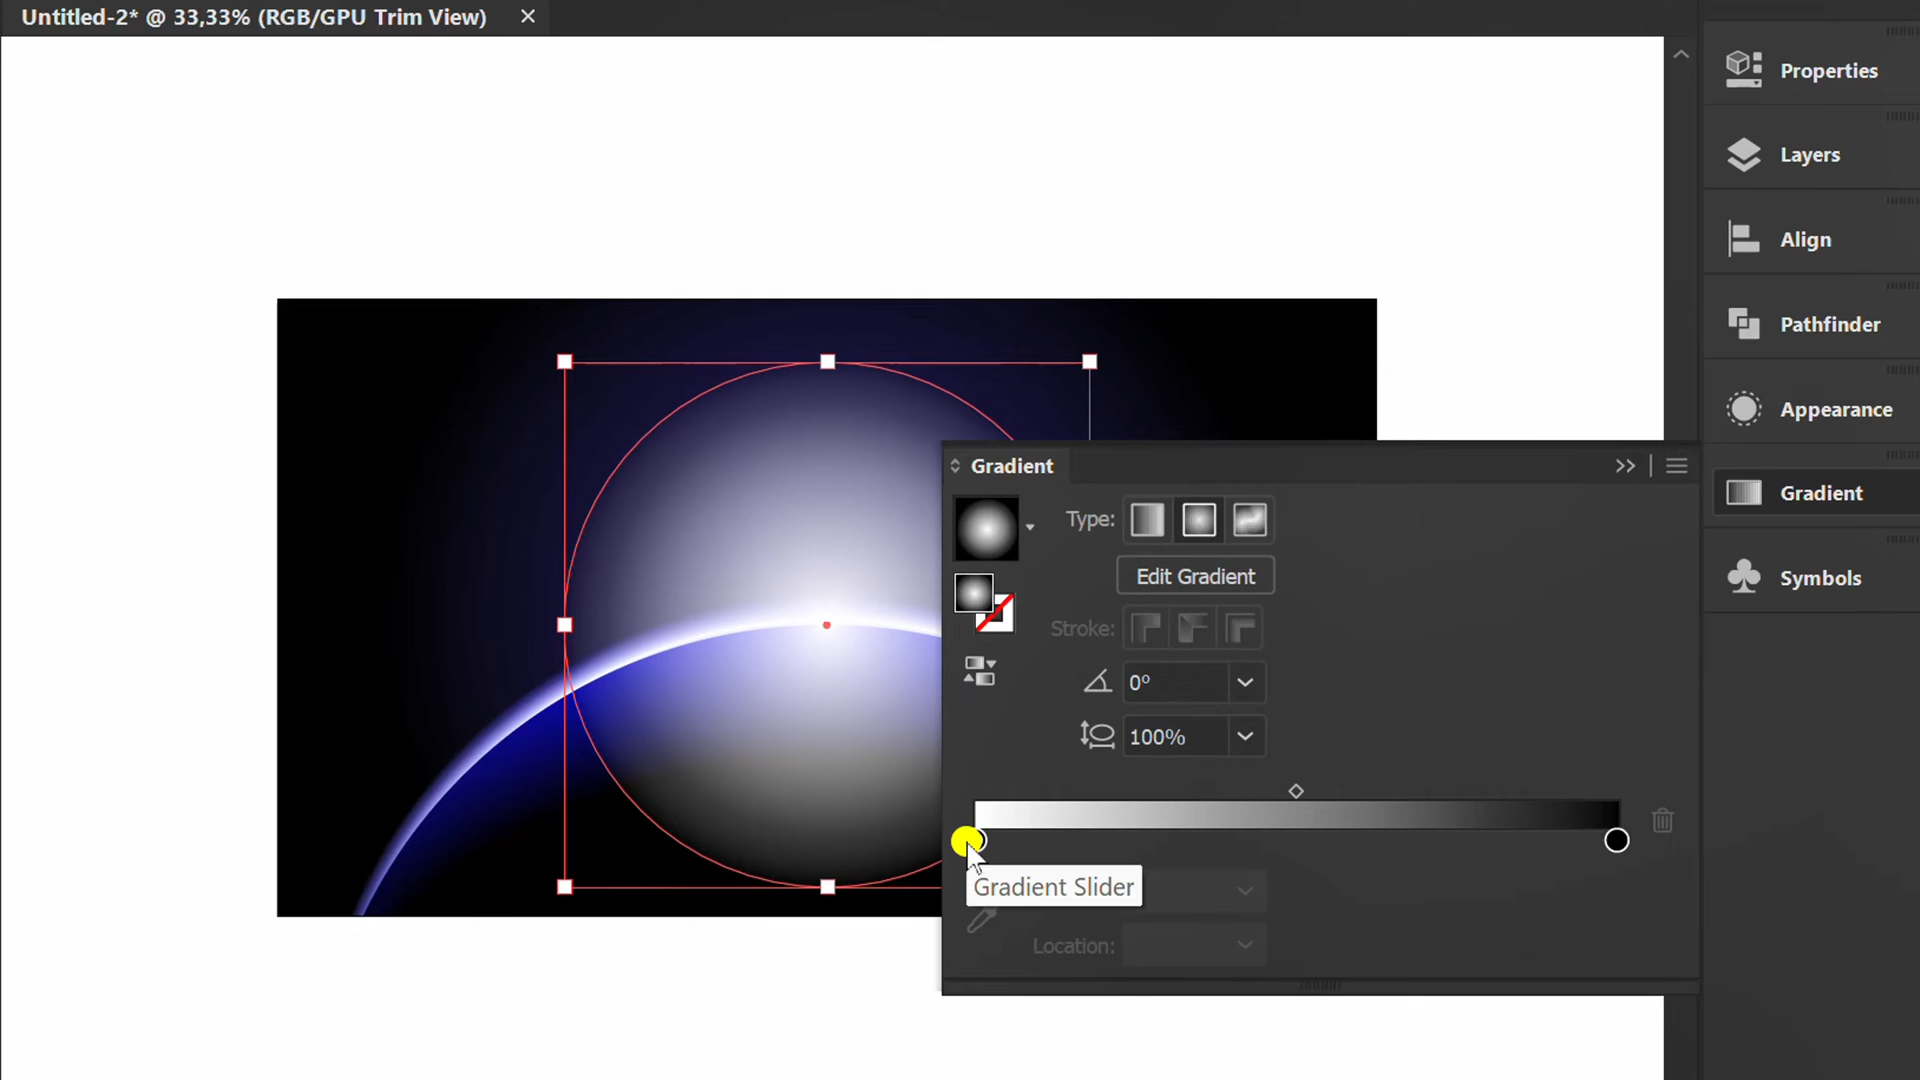 Untitled-2* @ 33,33% (RGB/GPU Trim View)
Properties
Layers
Align
Pathfinder
Appearance
Gradient
Symbols
Gradient
Type:
Edit Gradient
Stroke:
0°
100%
Gradient Slider
Location: